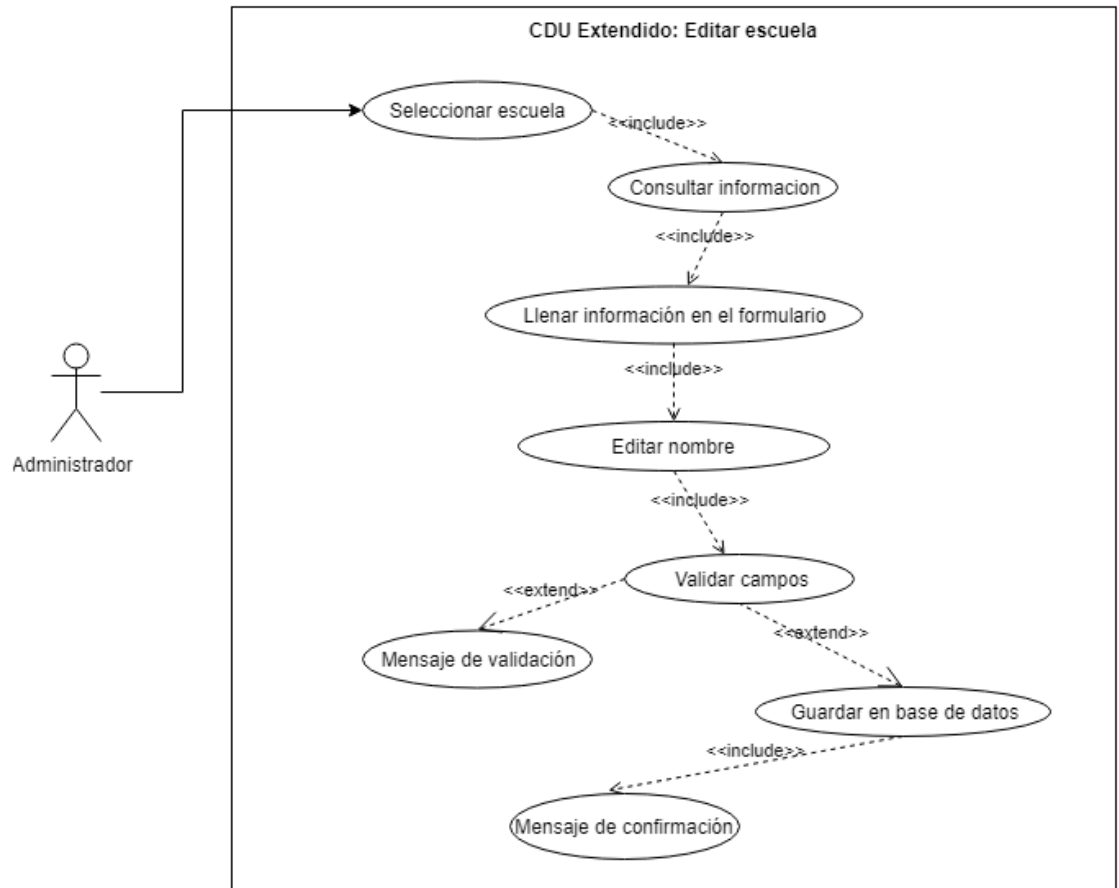 CDU Extendido: Editar escuela
Seleccionar escuela
<<include>>
Consultar informacion
<<include>>
Llenar información en el formulario
<<include>>
Administrador
Editar nombre
<<include>>
Validar campos
<<extend>>
<<extend>>
Mensaje de validación
Guardar en base de datos
<<include>>
Mensaje de confirmación